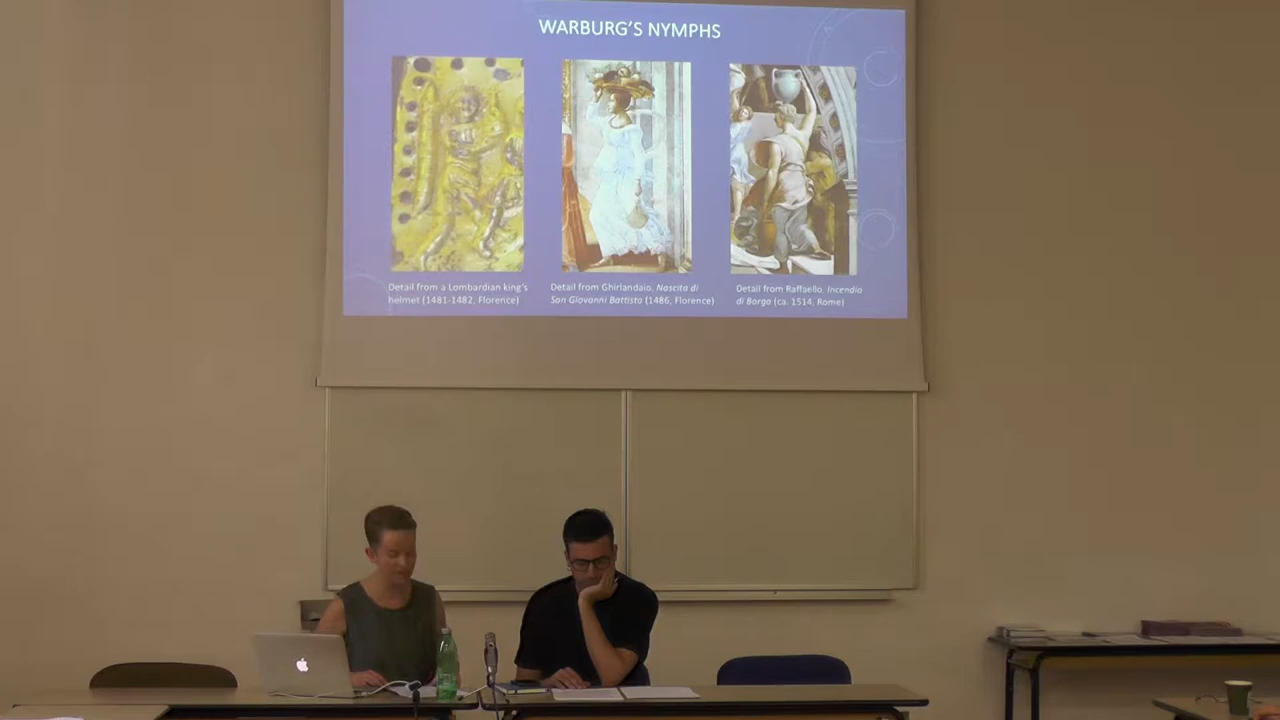 WARBURG'S NYMPHS
Detail from a Lombardian king's
helmet (1481-1482, Florence)
Detail from Ghirlandaio, Nascita di
San Giovanni Battista (1486, Florence)
Detail from Raffaello, Incendio
di Borgo (ca. 1514, Rome)